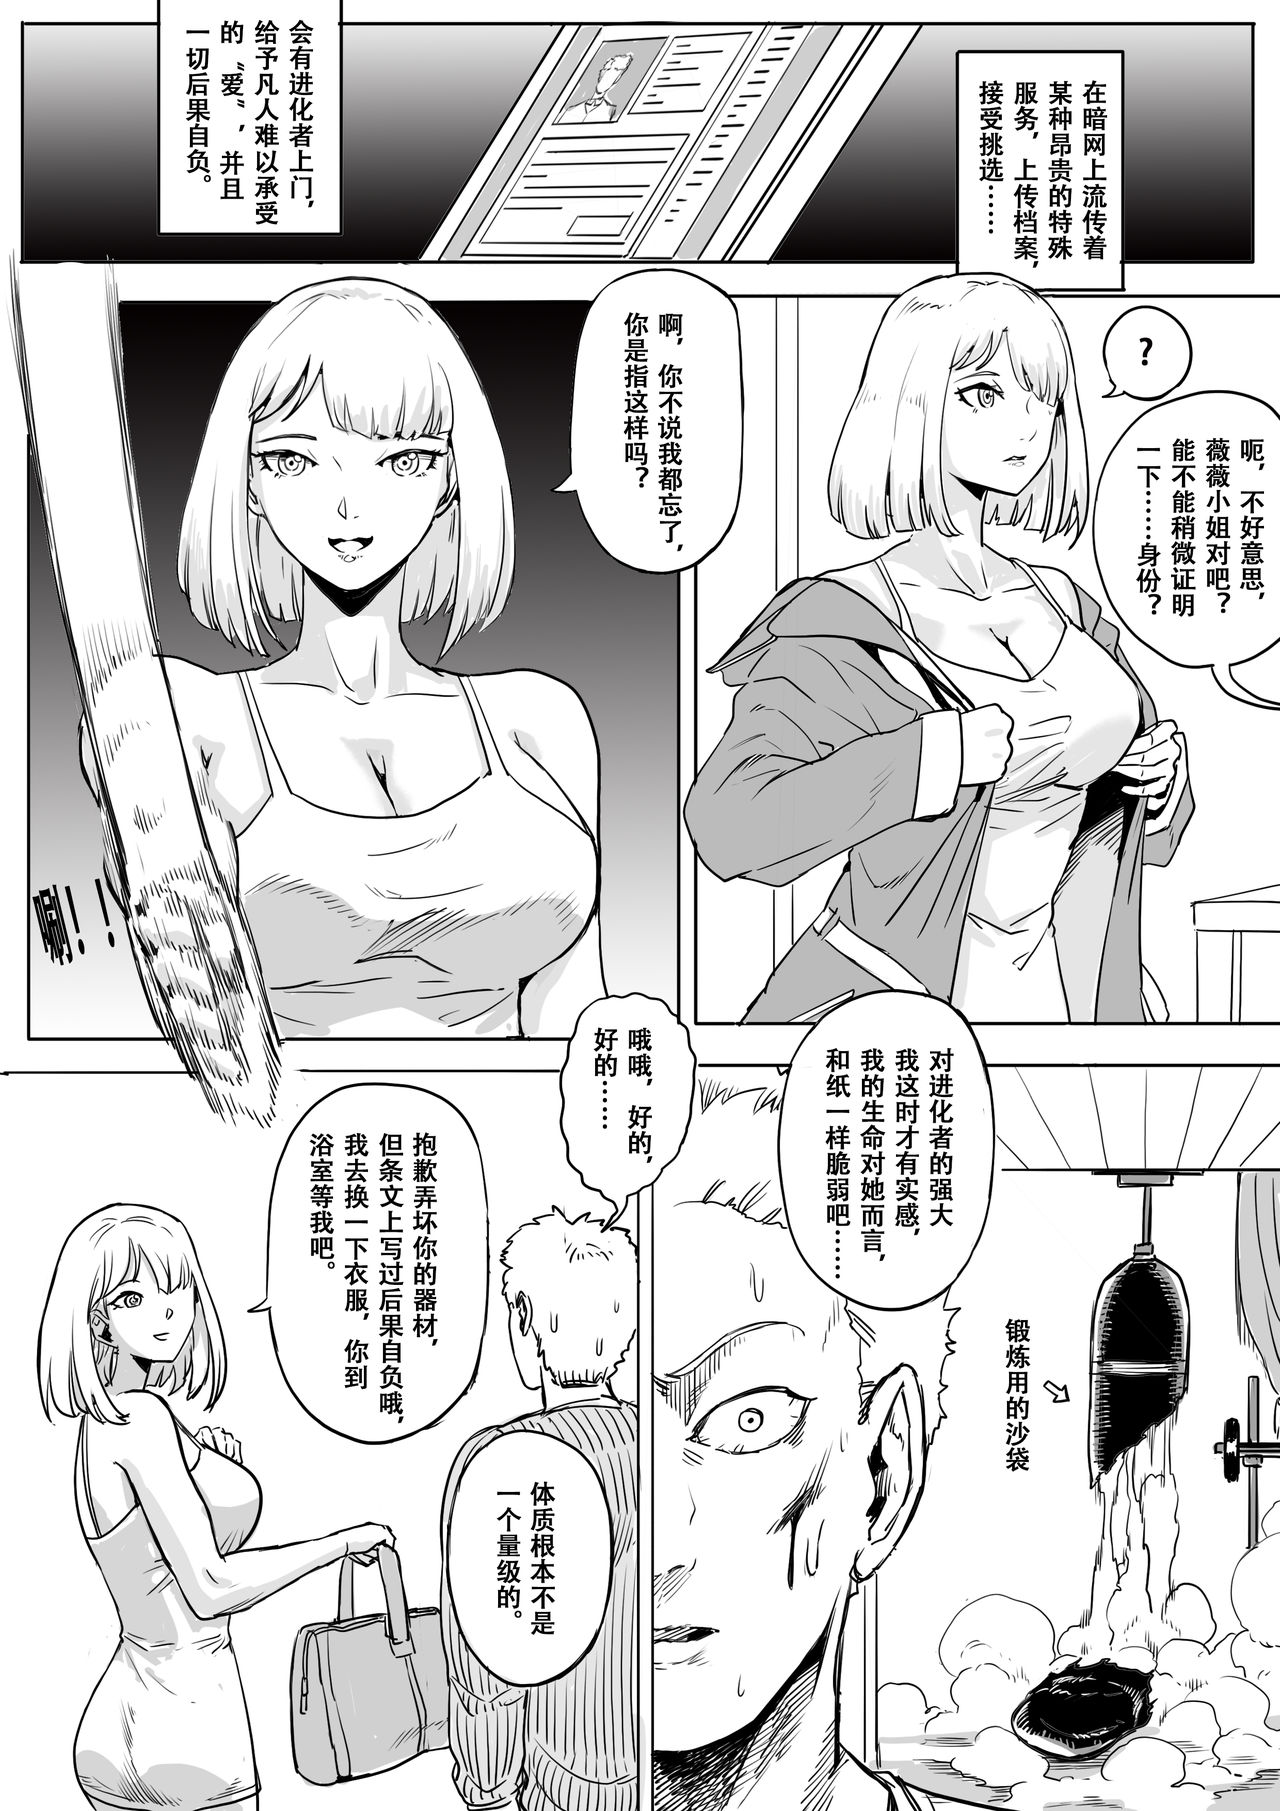 在暗网上流传着
某种昂贵的特殊
服务，上传档案，
接受挑选……
会有进化者上门，
给予凡人难以承受
的“爱”，并且
一切后果自负。
？
呃，不好意思，
薇薇小姐对吧？
能不能稍微证明
一下……身份？
啊，你不说我都忘了，
你是指这样吗？
唰！！
锻炼用的沙袋
对进化者的强大
我这时才有实感，
我的生命对她而言，
和纸一样脆弱吧……
哦哦，好的，
好的……
抱歉弄坏你的器材，
但条文上写过后果自负哦，
我去换一下衣服，你到
浴室等我吧。
体质根本不是
一个量级的。